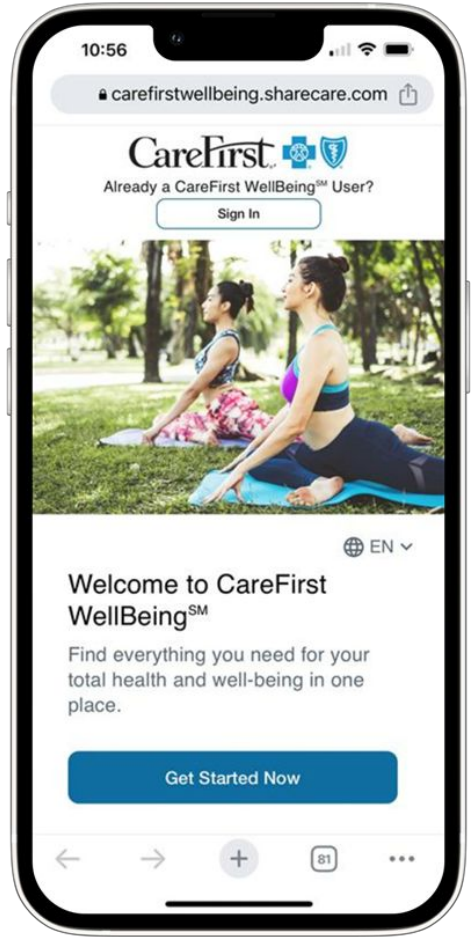 10:56
carefirstwellbeing.sharecare.com
CareFirst
Already a CareFirst WellBeing℠ User?
Sign In
EN
Welcome to CareFirst
WellBeing℠
Find everything you need for your
total health and well-being in one
place.
Get Started Now
81